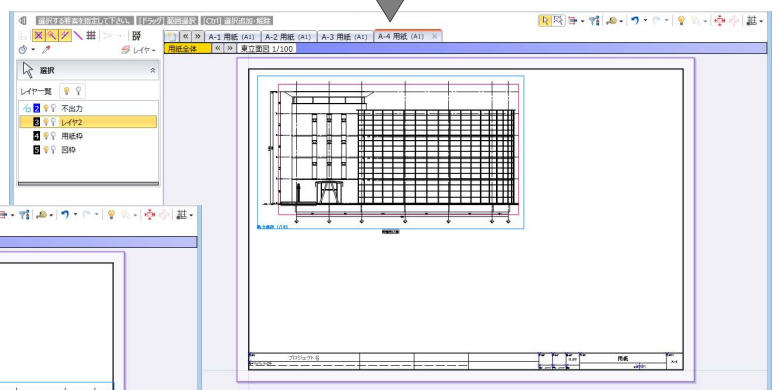 選択する要素を指定して下さい。 [ドラッグ] 範囲選択 [Ctrl] 選択追加・解除
A-1 用紙 (A1) A-2 用紙 (A1) A-3 用紙 (A1) A-4 用紙 (A1)
レイヤ
用紙全体 東立面図 1/100
選択
レイヤ一覧
2 不出力
3 レイヤ2
4 用紙枠
5 図枠
プロジェクト名
用紙